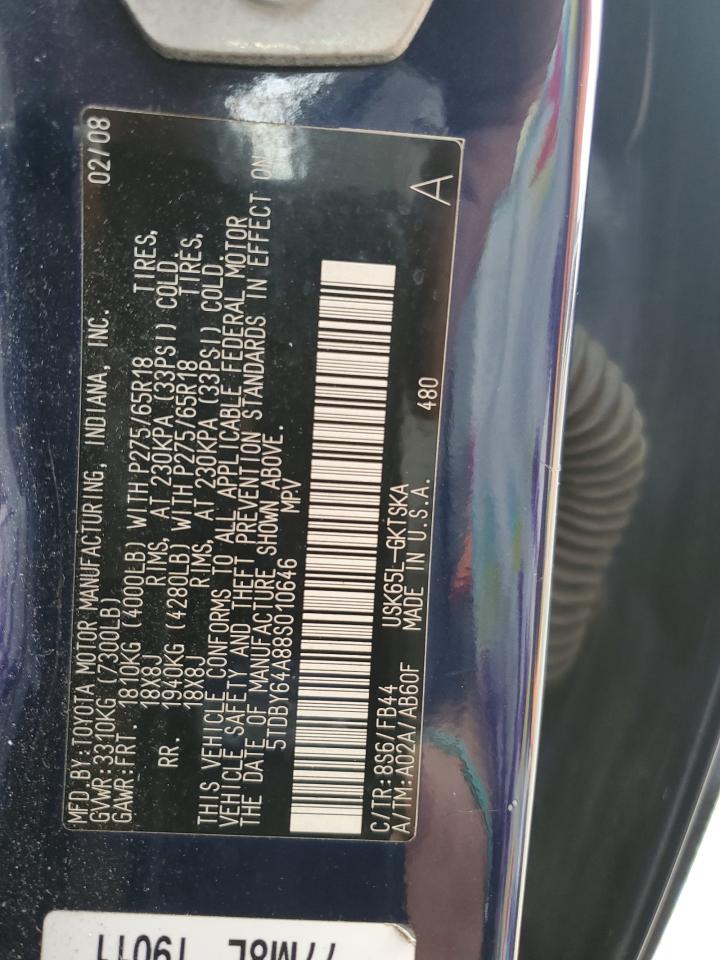 MFD.BY:TOYOTA MOTOR MANUFACTURING, INDIANA, INC. 02/08
GVWR:3310KG (7300LB)
GAWR:FRT. 1810KG (4000LB) WITH P275/65R18 TIRES,
18X8J RIMS, AT 230KPA (33PSI) COLD.
RR. 1940KG (4280LB) WITH P275/65R18 TIRES,
18X8J RIMS, AT 230KPA (33PSI) COLD.
THIS VEHICLE CONFORMS TO ALL APPLICABLE FEDERAL MOTOR
VEHICLE SAFETY AND THEFT PREVENTION STANDARDS IN EFFECT ON
THE DATE OF MANUFACTURE SHOWN ABOVE.
5TDBY64A88S010646 MPV
C/TR:8S6/FB44 USK65L-GKTSKA
A/TM:A02A/AB60F MADE IN U.S.A. 480 A